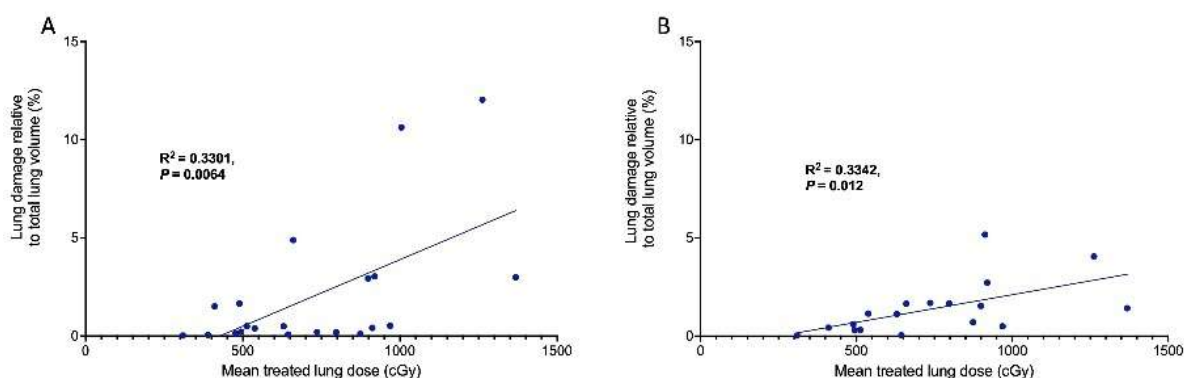 A
Lung damage relative
to total lung volume (%)
15
10
5
0
R² = 0.3301,
P = 0.0064
0
500
1000
1500
Mean treated lung dose (cGy)
B
Lung damage relative
to total lung volume (%)
15
10
5
0
R² = 0.3342,
P = 0.012
0
500
1000
1500
Mean treated lung dose (cGy)